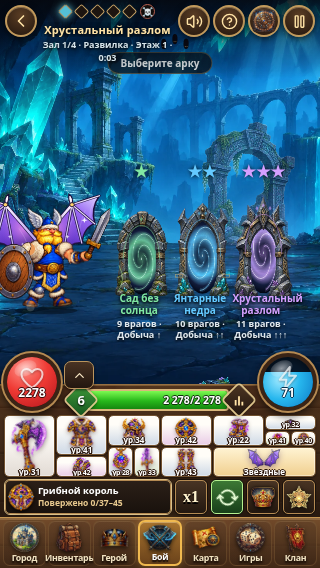 Хрустальный разлом
Зал 1/4 · Развилка · Этаж 1 ·
0:03
Выберите арку
Сад без солнца
9 врагов · Добыча ↑
Янтарные недра
10 врагов · Добыча ↑↑
Хрустальный разлом
11 врагов · Добыча ↑↑↑
2278
6
2 278/2 278
71
ур.31
ур.41
ур.42
ур.34
ур.28
ур.33
ур.42
ур.43
ур.22
ур.32
ур.41
ур.40
Звездные
Грибной король
Повержено 0/37–45
x1
Город
Инвентарь
Герой
Бой
Карта
Игры
Клан